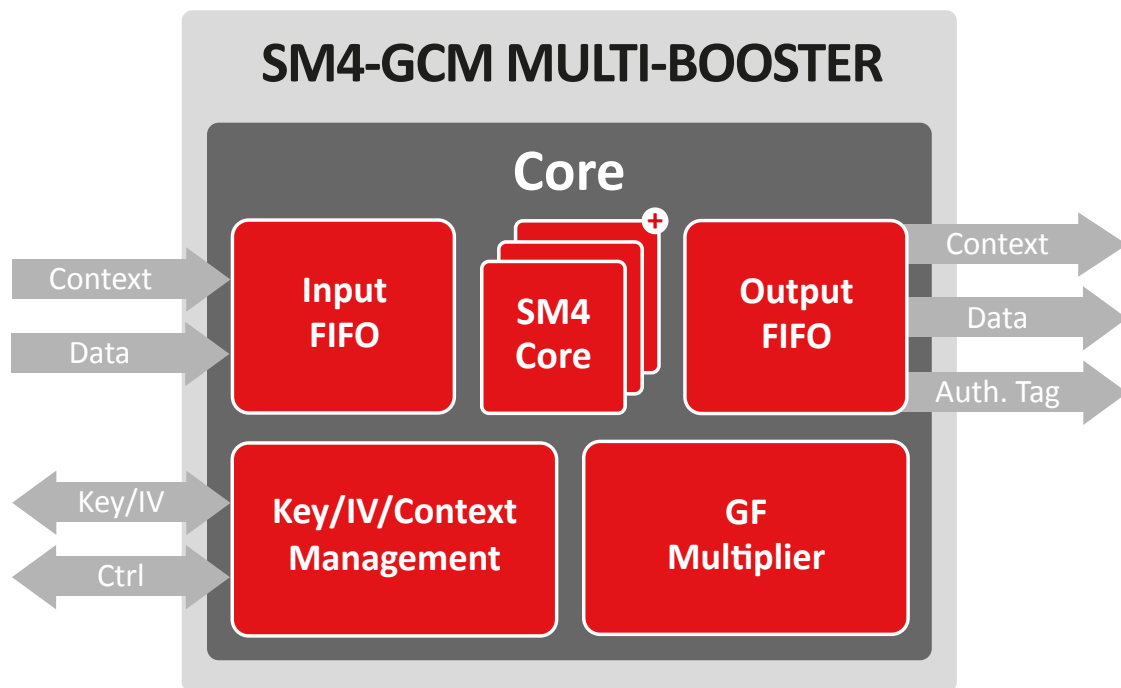 SM4-GCM MULTI-BOOSTER
Core
Context
Data
Input
FIFO
+
SM4
Core
Output
FIFO
Context
Data
Auth. Tag
Key/IV
Ctrl
Key/IV/Context
Management
GF
Multiplier